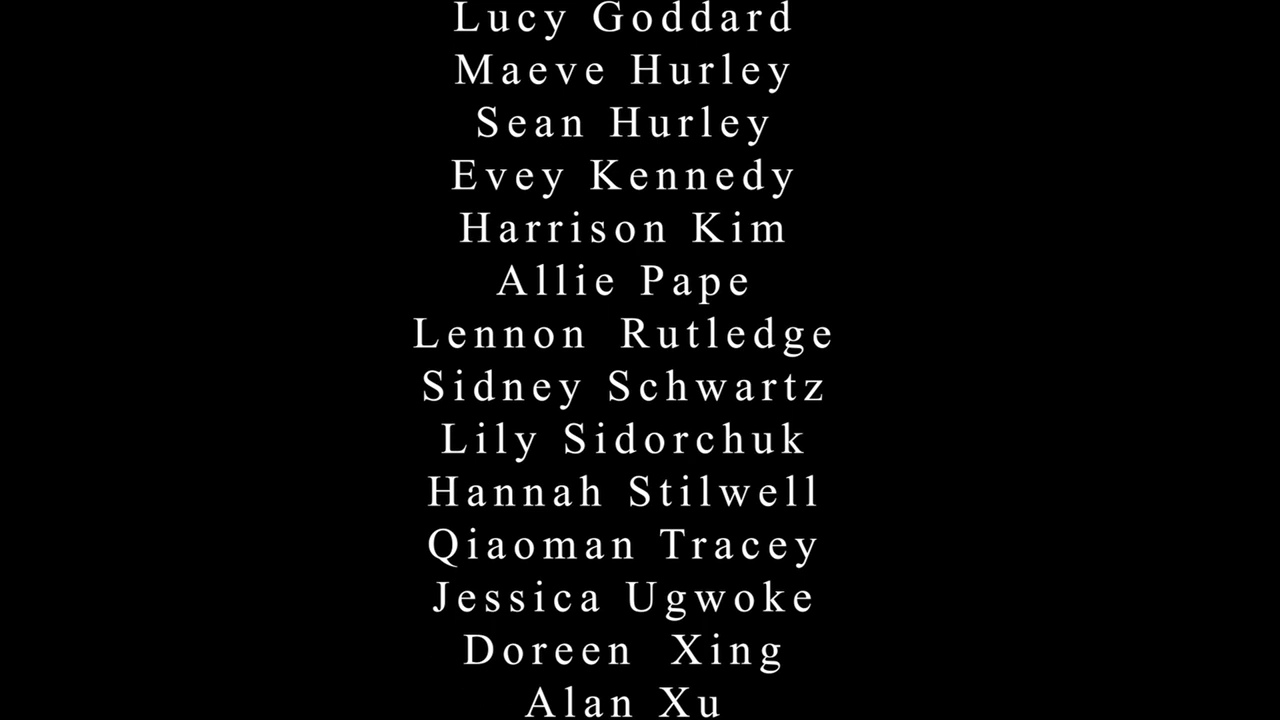 Lucy Goddard
Maeve Hurley
Sean Hurley
Evey Kennedy
Harrison Kim
Allie Pape
Lennon Rutledge
Sidney Schwartz
Lily Sidorchuk
Hannah Stilwell
Qiaoman Tracey
Jessica Ugwoke
Doreen Xing
Alan Xu